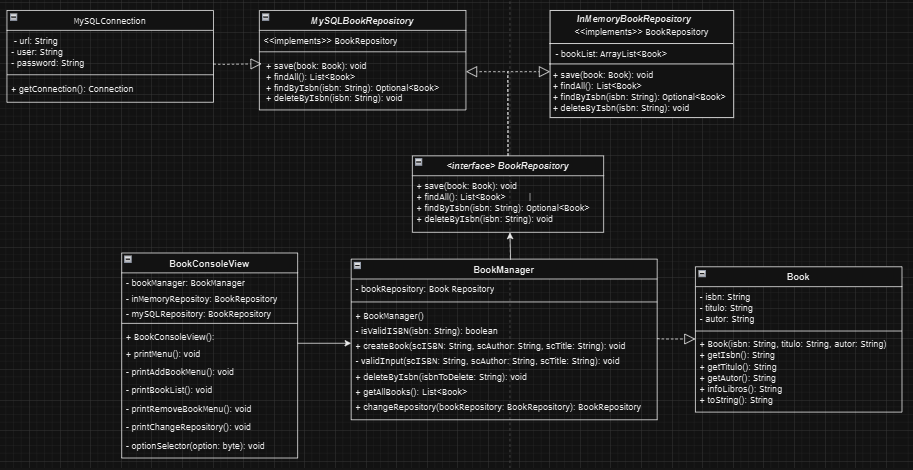 MySQLConnection
- url: String
- user: String
- password: String
+ getConnection(): Connection
MySQLBookRepository
<<implements>> BookRepository
+ save(book: Book): void
+ findAll(): List<Book>
+ findByIsbn(isbn: String): Optional<Book>
+ deleteByIsbn(isbn: String): void
InMemoryBookRepository
<<implements>> BookRepository
- bookList: ArrayList<Book>
+ save(book: Book): void
+ findAll(): List<Book>
+ findByIsbn(isbn: String): Optional<Book>
+ deleteByIsbn(isbn: String): void
<interface> BookRepository
+ save(book: Book): void
+ findAll(): List<Book>
+ findByIsbn(isbn: String): Optional<Book>
+ deleteByIsbn(isbn: String): void
BookConsoleView
- bookManager: BookManager
- inMemoryRepositoy: BookRepository
- mySQLRepository: BookRepository
+ BookConsoleView():
+ printMenu(): void
- printAddBookMenu(): void
- printBookList(): void
- printRemoveBookMenu(): void
- printChangeRepository(): void
- optionSelector(option: byte): void
BookManager
- bookRepository: Book Repository
+ BookManager()
- isValidISBN(isbn: String): boolean
+ createBook(scISBN: String, scAuthor: String, scTitle: String): void
- validInput(scISBN: String, scAuthor: String, scTitle: String): void
+ deleteByIsbn(isbnToDelete: String): void
+ getAllBooks(): List<Book>
+ changeRepository(bookRepository: BookRepository): BookRepository
Book
- isbn: String
- titulo: String
- autor: String
+ Book(isbn: String, titulo: String, autor: String)
+ getIsbn(): String
+ getTitulo(): String
+ getAutor(): String
+ infoLibros(): String
+ toString(): String